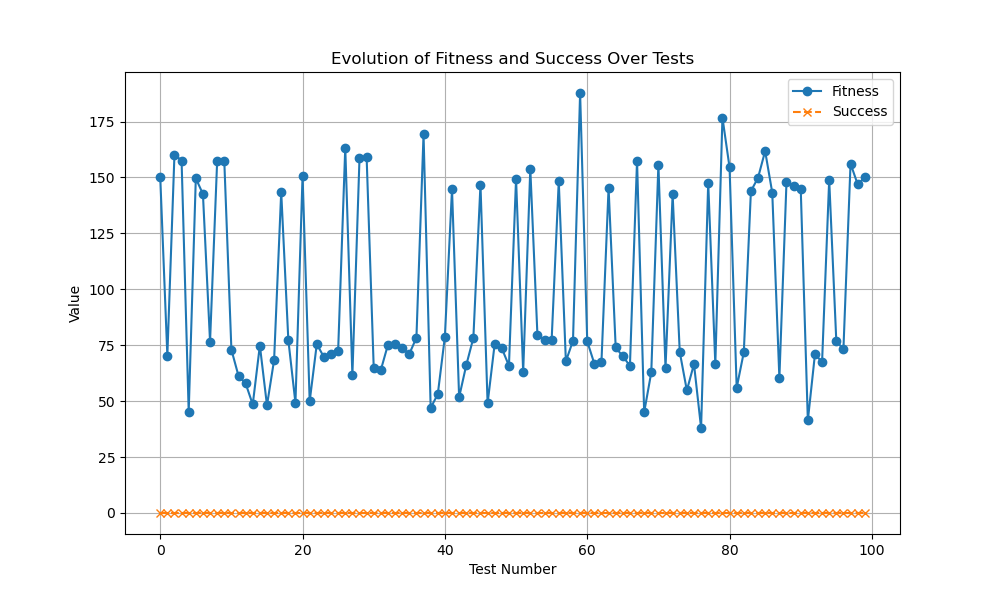 Evolution of Fitness and Success Over Tests
Fitness
Success
175
150
125
100
75
50
25
0
Value
0 20 40 60 80 100
Test Number